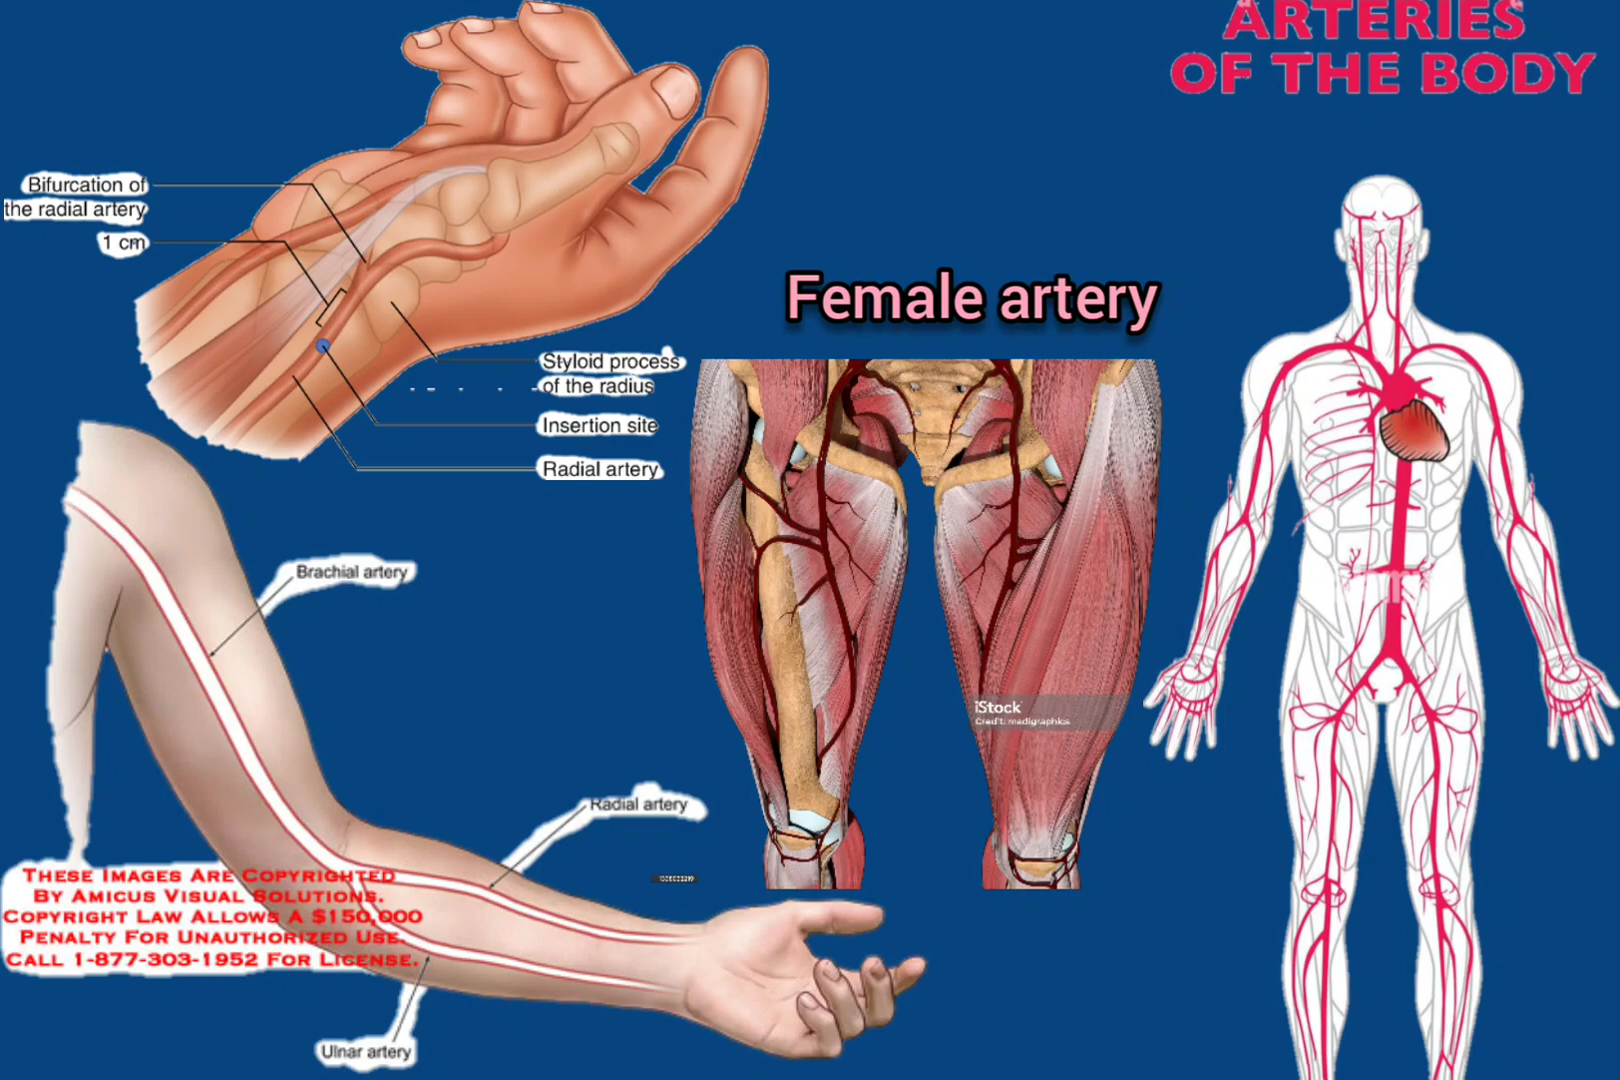 ARTERIES
OF THE BODY
Bifurcation of
the radial artery
1 cm
Styloid process
of the radius
Insertion site
Radial artery
Female artery
Brachial artery
Radial artery
Ulnar artery
iStock
Credit: madigraphics
THESE IMAGES ARE COPYRIGHTED
BY AMICUS VISUAL SOLUTIONS.
COPYRIGHT LAW ALLOWS A $150,000
PENALTY FOR UNAUTHORIZED USE.
CALL 1-877-303-1952 FOR LICENSE.